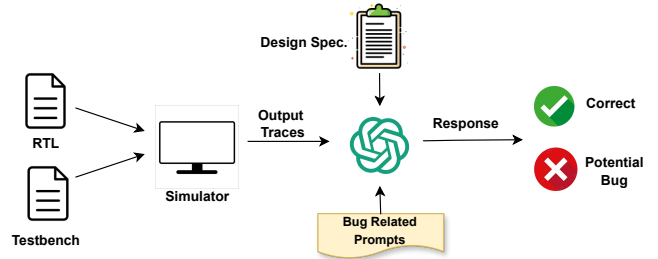 Design Spec.
RTL
Testbench
Simulator
Output
Traces
Response
Correct
Potential
Bug
Bug Related
Prompts